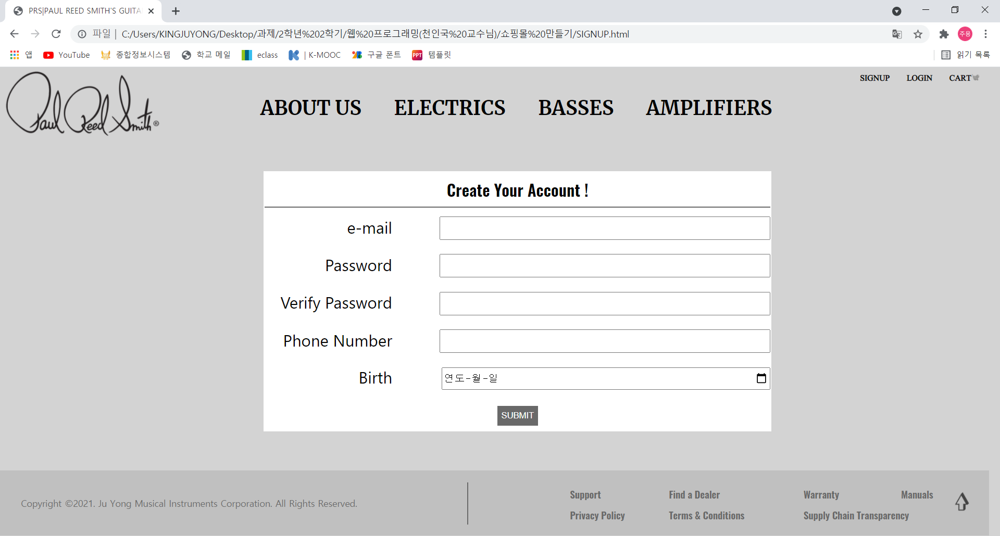 PRS|PAUL REED SMITH'S GUITA
파일 | C:/Users/KINGJUYONG/Desktop/과제/2학년%202학기/웹%20프로그래밍(천인국%20교수님)/쇼핑몰%20만들기/SIGNUP.html
주용
앱 YouTube 종합정보시스템 학교 메일 eclass | K-MOOC 구글 폰트 PPT 템플릿 읽기 목록
SIGNUP LOGIN CART
Paul Reed Smith®
ABOUT US ELECTRICS BASSES AMPLIFIERS
Create Your Account !
e-mail
Password
Verify Password
Phone Number
Birth 연도-월-일
SUBMIT
Copyright ©2021. Ju Yong Musical Instruments Corporation. All Rights Reserved.
Support Find a Dealer Warranty Manuals
Privacy Policy Terms & Conditions Supply Chain Transparency